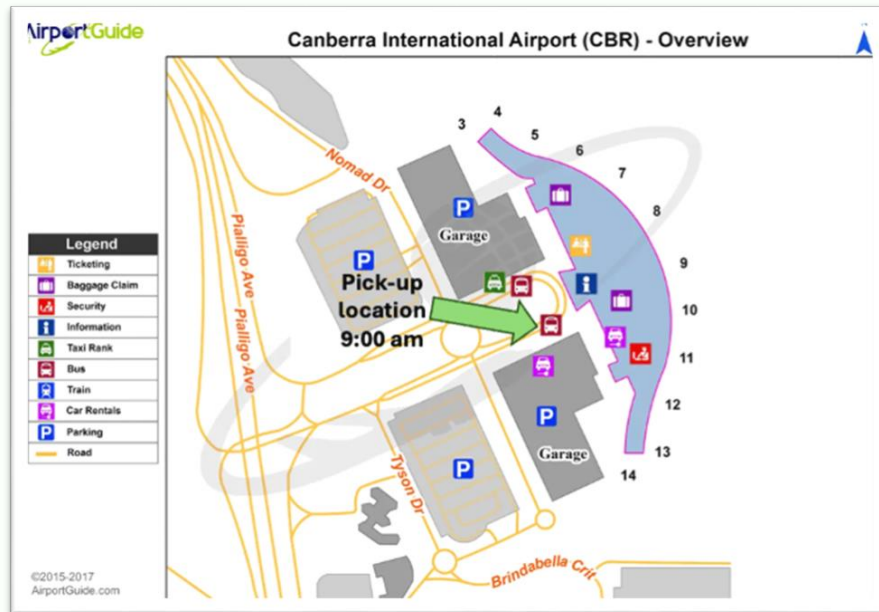 AirportGuide
Canberra International Airport (CBR) - Overview
3
4
5
6
7
8
9
10
11
12
13
14
Nomad Dr
Pialligo Ave
Pialligo Ave
P
Garage
P
Pick-up
location
9:00 am
P
Garage
P
Tyson Dr
Brindabella Crit
Legend
Ticketing
Baggage Claim
Security
Information
Taxi Rank
Bus
Train
Car Rentals
P Parking
Road
©2015-2017
AirportGuide.com